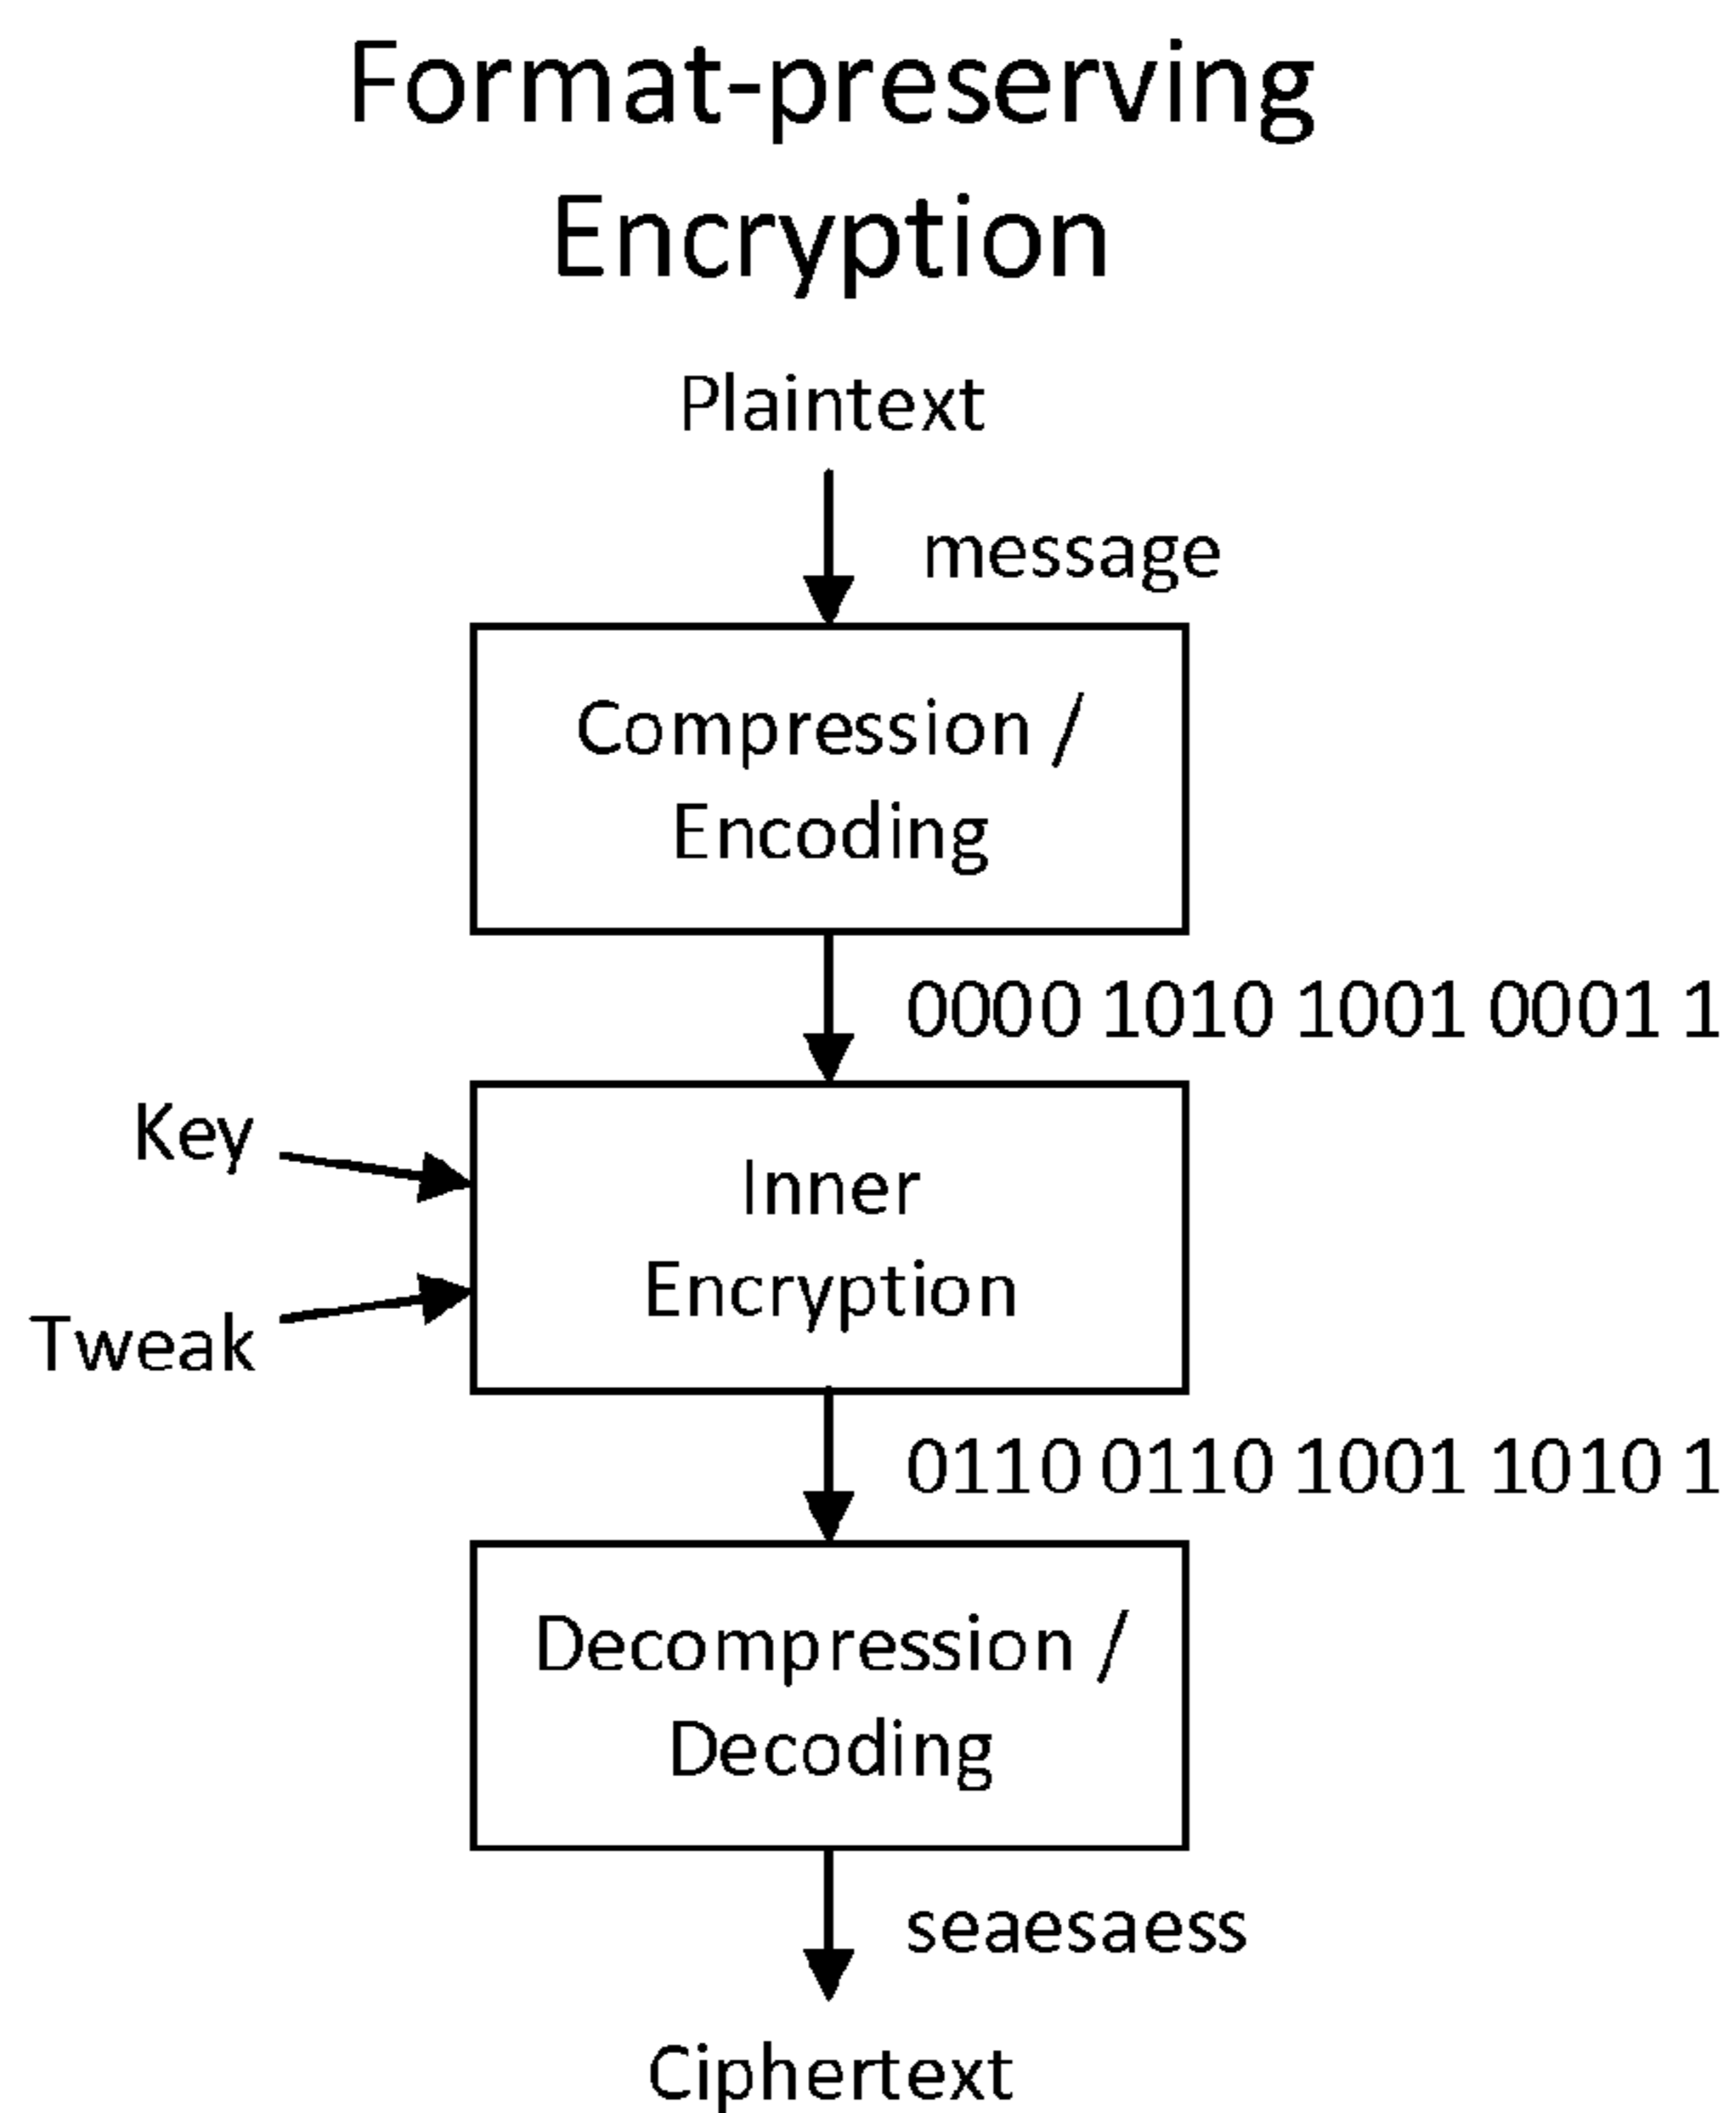 Format-preserving
Encryption
Plaintext
message
Compression /
Encoding
0000 1010 1001 0001 1
Key
Inner
Encryption
Tweak
0110 0110 1001 1010 1
Decompression /
Decoding
seaesaess
Ciphertext